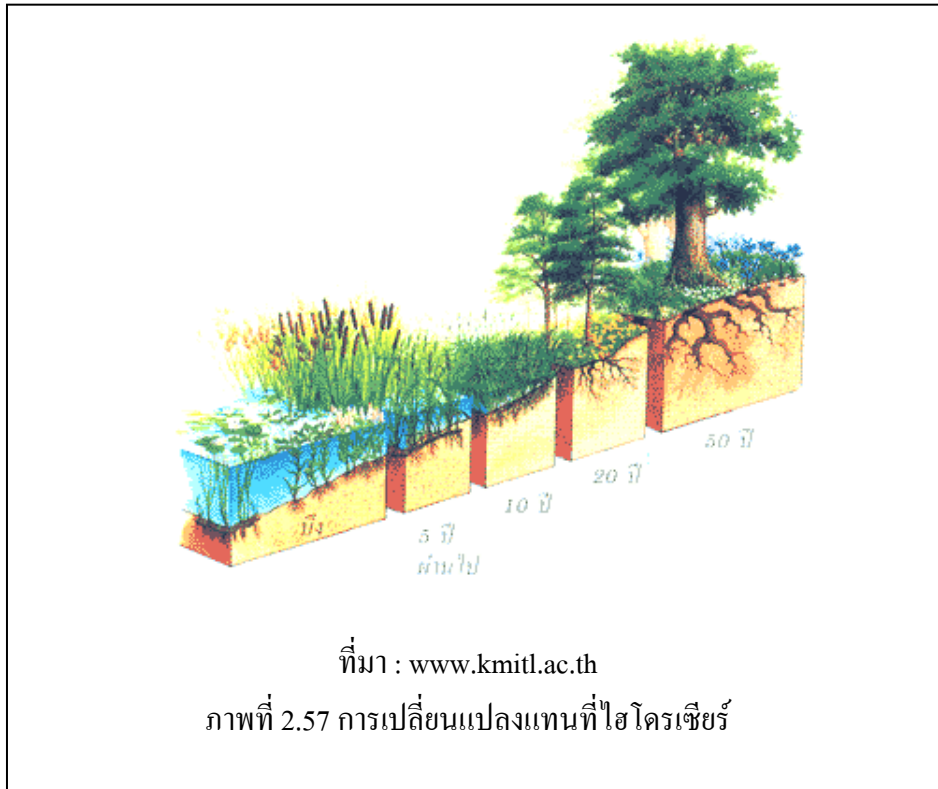 บึง
5 ปี
ผ่านไป
10 ปี
20 ปี
50 ปี
ที่มา : www.kmitl.ac.th
ภาพที่ 2.57 การเปลี่ยนแปลงแทนที่ไฮโดรเซียร์